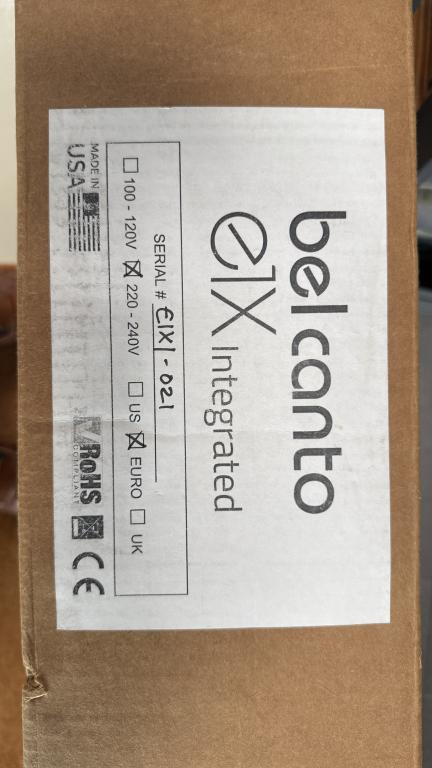 bel canto
e1X Integrated
SERIAL # E1X1-021
100 - 120V 220 - 240V US EURO UK
MADE IN
USA
RoHS
COMPLIANT
CE